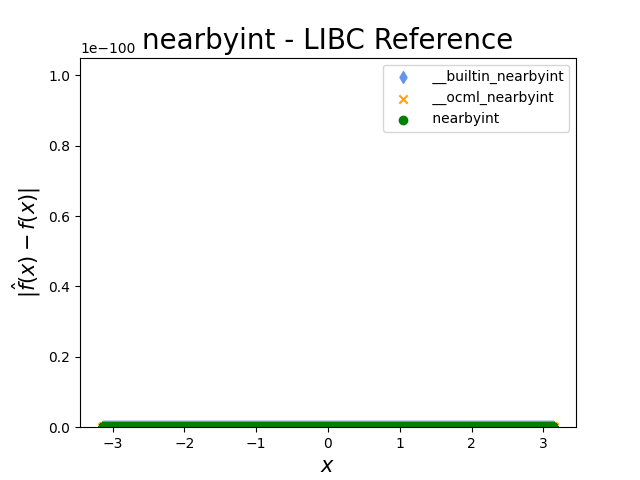 nearbyint - LIBC Reference
1e−100
1.0
0.8
0.6
0.4
0.2
0.0
|f̂(x) − f(x)|
__builtin_nearbyint
__ocml_nearbyint
nearbyint
−3 −2 −1 0 1 2 3
x